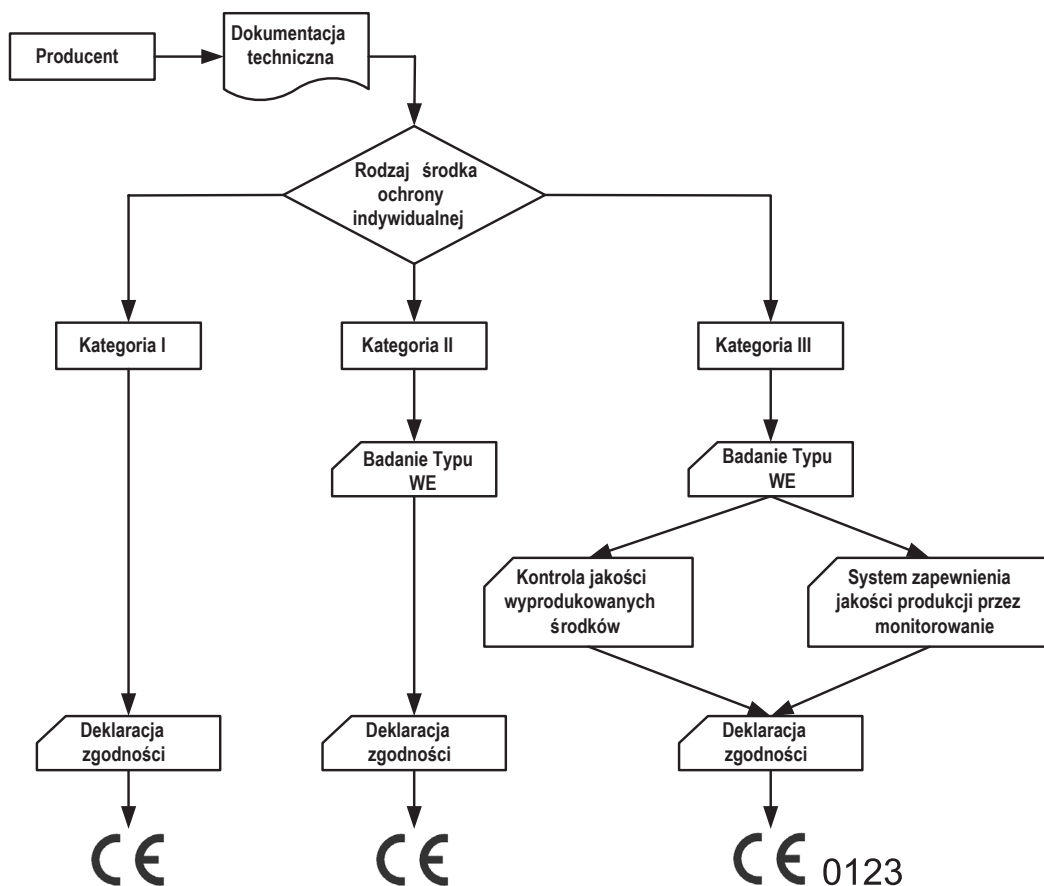 Producent
Dokumentacja
techniczna
Rodzaj środka
ochrony
indywidualnej
Kategoria I
Kategoria II
Kategoria III
Badanie Typu
WE
Badanie Typu
WE
Kontrola jakości
wyprodukowanych
środków
System zapewnienia
jakości produkcji przez
monitorowanie
Deklaracja
zgodności
Deklaracja
zgodności
Deklaracja
zgodności
CE
CE
CE 0123